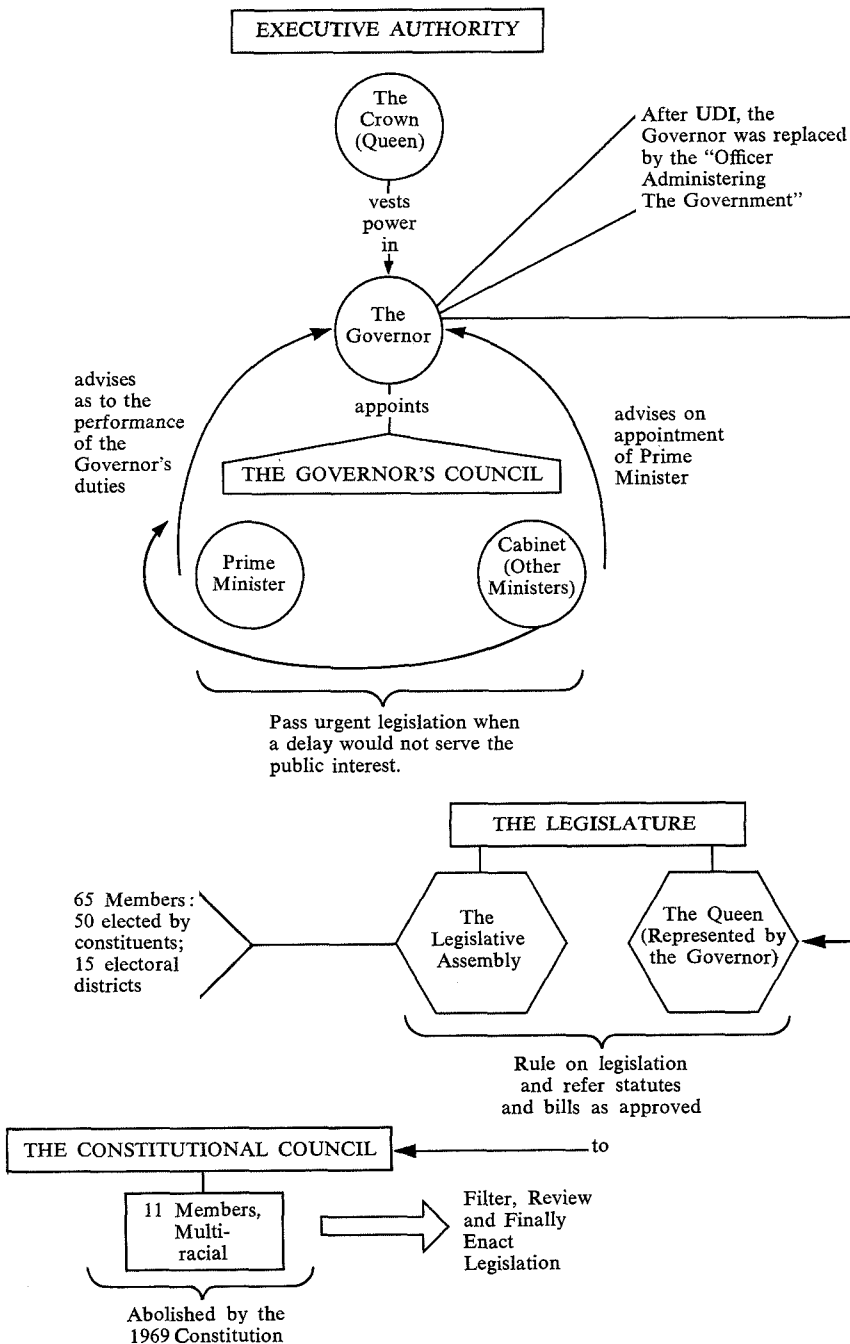 EXECUTIVE AUTHORITY
The
Crown
(Queen)
After UDI, the
Governor was replaced
by the “Officer
Administering
The Government”
vests
power
in
The
Governor
advises
as to the
performance
of the
Governor's
duties
appoints
advises on
appointment
of Prime
Minister
THE GOVERNOR'S COUNCIL
Prime
Minister
Cabinet
(Other
Ministers)
Pass urgent legislation when
a delay would not serve the
public interest.
THE LEGISLATURE
65 Members:
50 elected by
constituents;
15 electoral
districts
The
Legislative
Assembly
The Queen
(Represented by
the Governor)
Rule on legislation
and refer statutes
and bills as approved
to
THE CONSTITUTIONAL COUNCIL
11 Members,
Multi-
racial
Filter, Review
and Finally
Enact
Legislation
Abolished by the
1969 Constitution